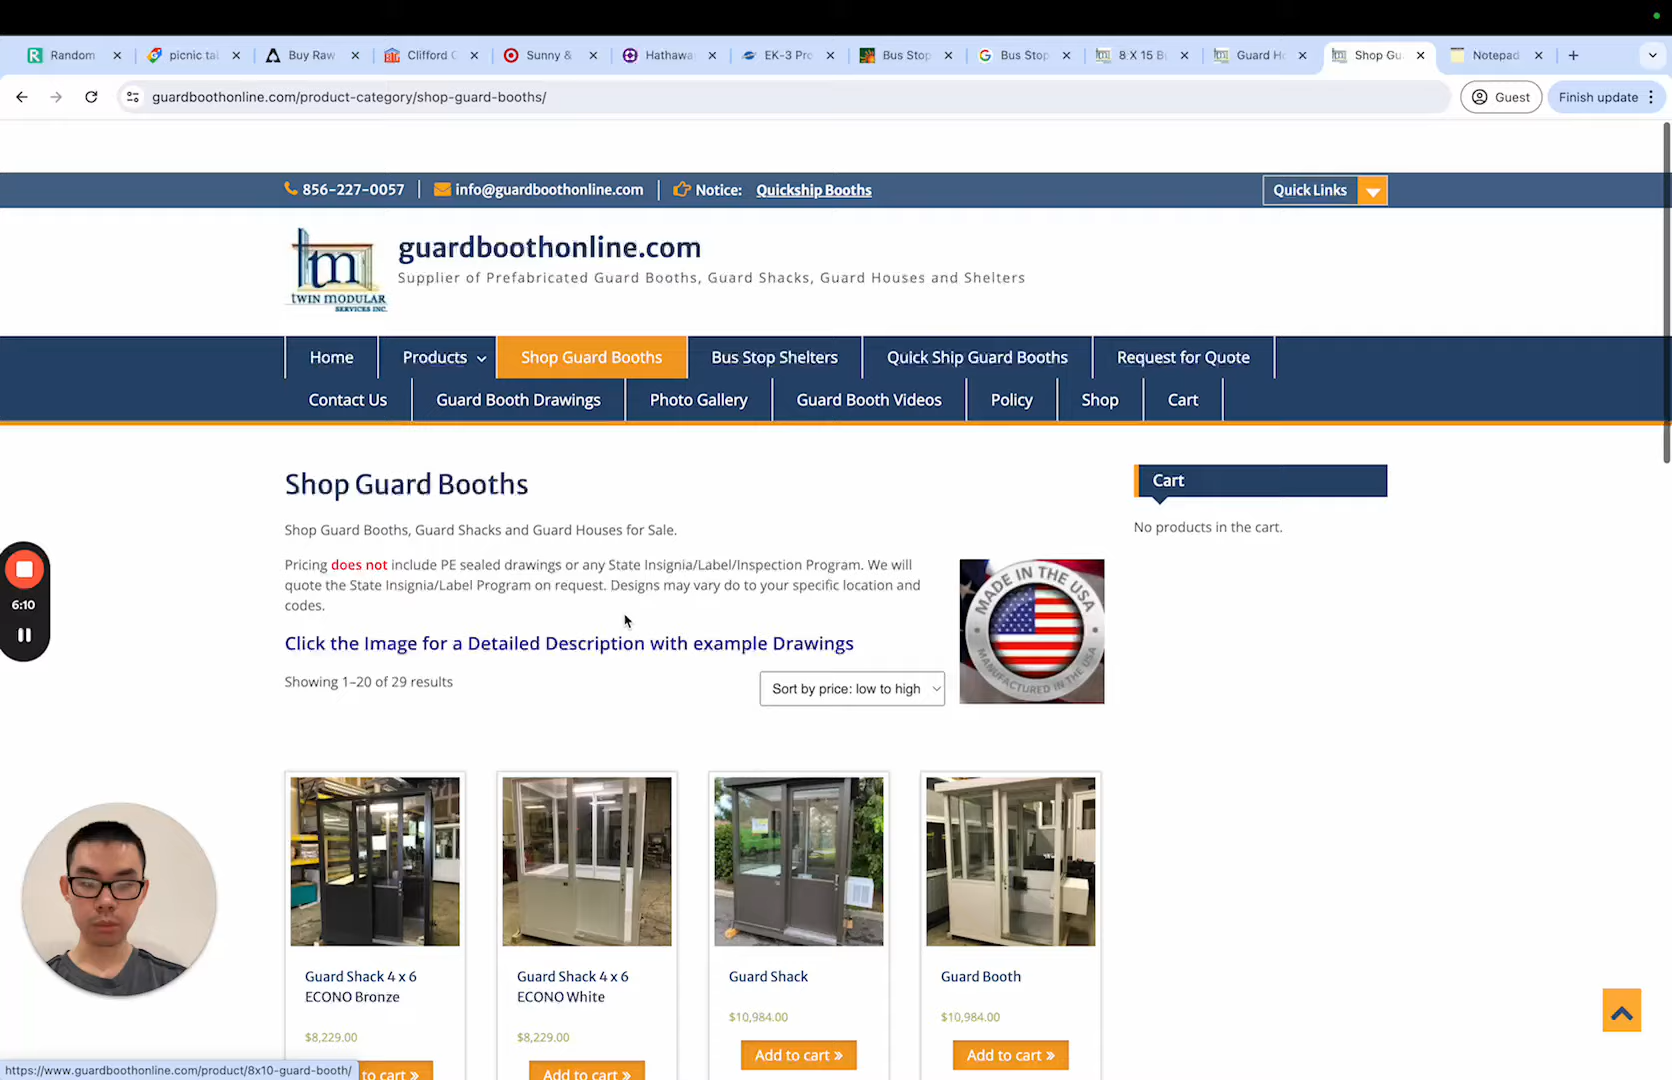 Random
picnic tal
Buy Raw
Clifford
Sunny &
Hathawa
EK-3 Pro
Bus Stop
Bus Stop
8 X 15 B
Guard Ho
Shop Gu
Notepad
guardboothonline.com/product-category/shop-guard-booths/
Guest
Finish update
856-227-0057
info@guardboothonline.com
Notice: Quickship Booths
Quick Links
tm
TWIN MODULAR
SERVICES INC.
guardboothonline.com
Supplier of Prefabricated Guard Booths, Guard Shacks, Guard Houses and Shelters
Home
Products
Shop Guard Booths
Bus Stop Shelters
Quick Ship Guard Booths
Request for Quote
Contact Us
Guard Booth Drawings
Photo Gallery
Guard Booth Videos
Policy
Shop
Cart
Shop Guard Booths
Shop Guard Booths, Guard Shacks and Guard Houses for Sale.
Pricing does not include PE sealed drawings or any State Insignia/Label/Inspection Program. We will
quote the State Insignia/Label Program on request. Designs may vary do to your specific location and
codes.
Click the Image for a Detailed Description with example Drawings
Showing 1–20 of 29 results
Sort by price: low to high
MADE IN THE USA
MANUFACTURED IN THE USA
Cart
No products in the cart.
6:10
Guard Shack 4 x 6
ECONO Bronze
$8,229.00
to cart »
Guard Shack 4 x 6
ECONO White
$8,229.00
Add to cart »
Guard Shack
$10,984.00
Add to cart »
Guard Booth
$10,984.00
Add to cart »
https://www.guardboothonline.com/product/8x10-guard-booth/